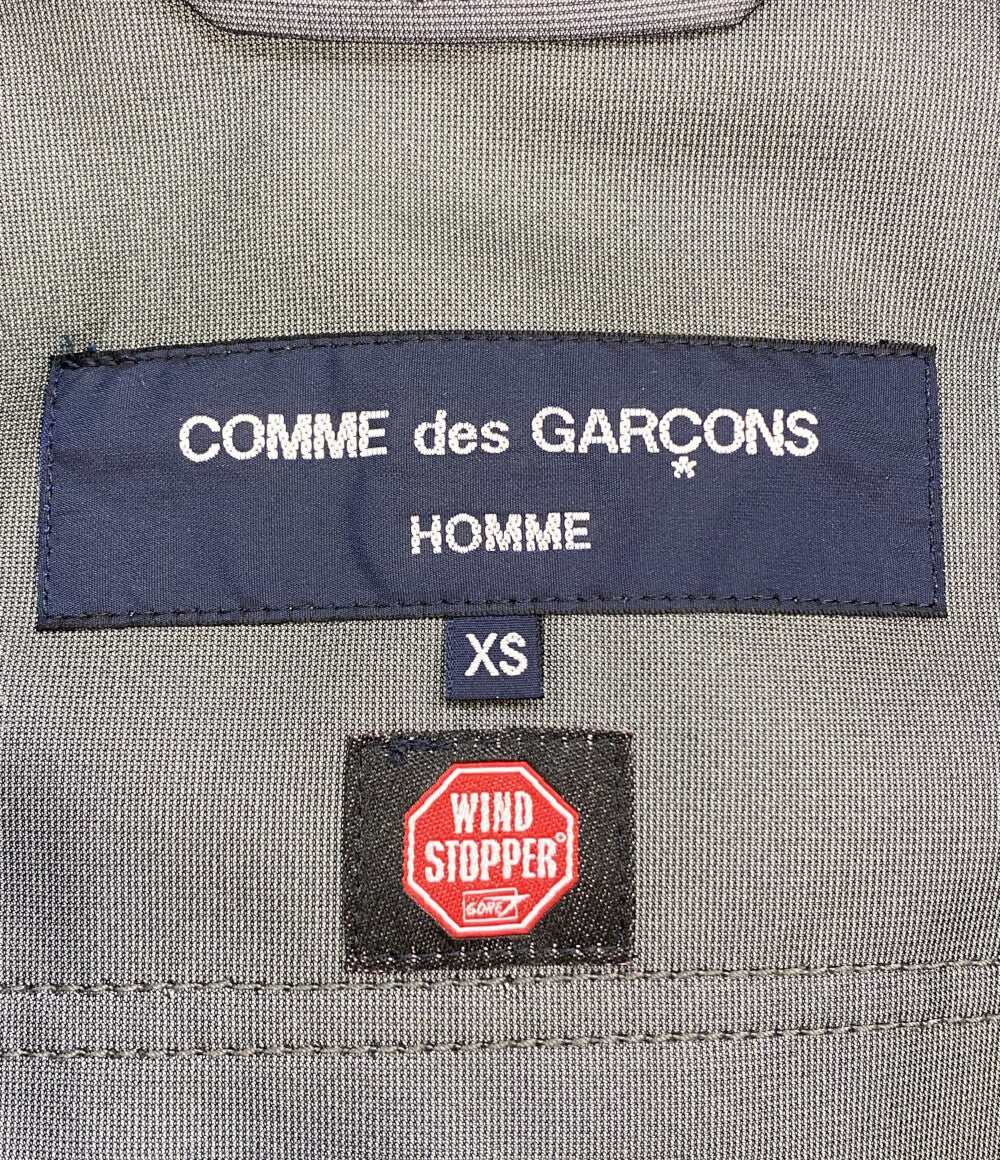 COMME des GARÇONS
HOMME
XS
WIND
STOPPER
GORE